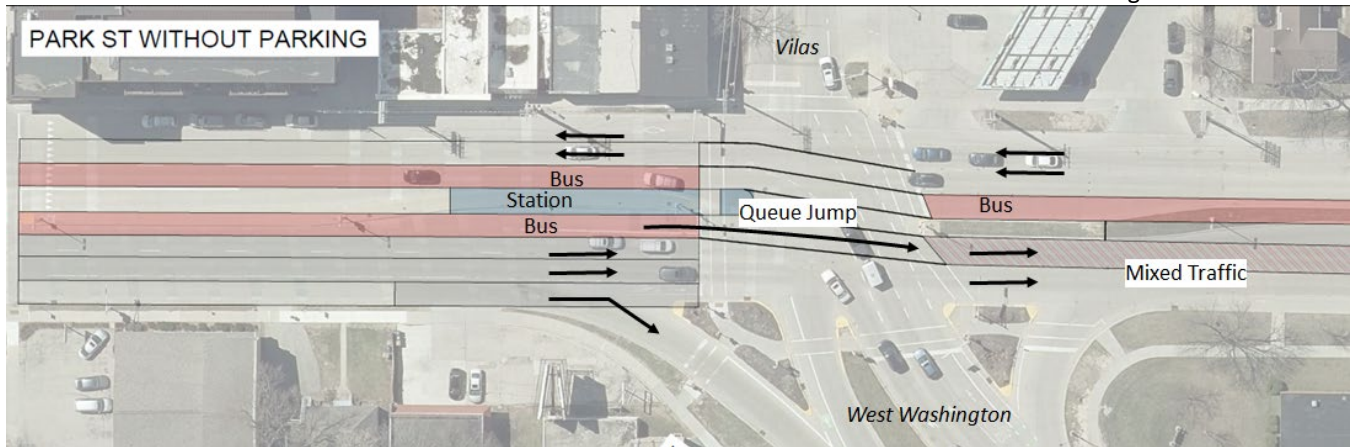 PARK ST WITHOUT PARKING
Vilas
Bus
Station
Bus
Queue Jump
Bus
Mixed Traffic
West Washington